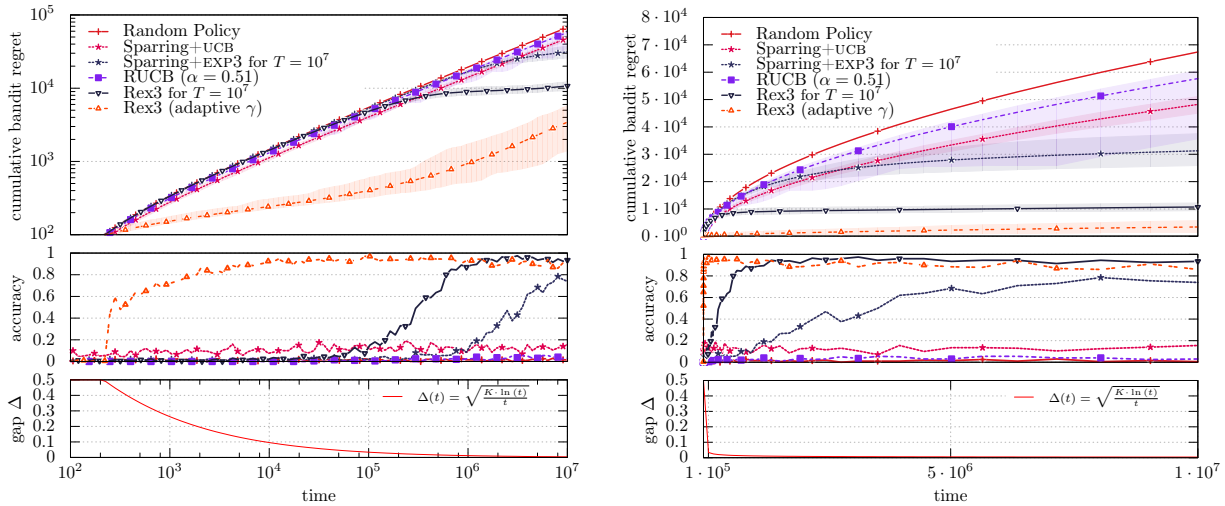 cumulative bandit regret
10^5
10^4
10^3
10^2
Random Policy
Sparring+UCB
Sparring+EXP3 for T = 10^7
RUCB (α = 0.51)
Rex3 for T = 10^7
Rex3 (adaptive γ)
accuracy
1
0.8
0.6
0.4
0.2
0
gap Δ
0.5
0.4
0.3
0.2
0.1
0
Δ(t) = √(K· ln (t) / t)
10^2 10^3 10^4 10^5 10^6 10^7
time
cumulative bandit regret
8 · 10^4
7 · 10^4
6 · 10^4
5 · 10^4
4 · 10^4
3 · 10^4
2 · 10^4
1 · 10^4
0 · 10^0
Random Policy
Sparring+UCB
Sparring+EXP3 for T = 10^7
RUCB (α = 0.51)
Rex3 for T = 10^7
Rex3 (adaptive γ)
accuracy
1
0.8
0.6
0.4
0.2
0
gap Δ
0.5
0.4
0.3
0.2
0.1
0
Δ(t) = √(K· ln (t) / t)
1 · 10^5 5 · 10^6 1 · 10^7
time